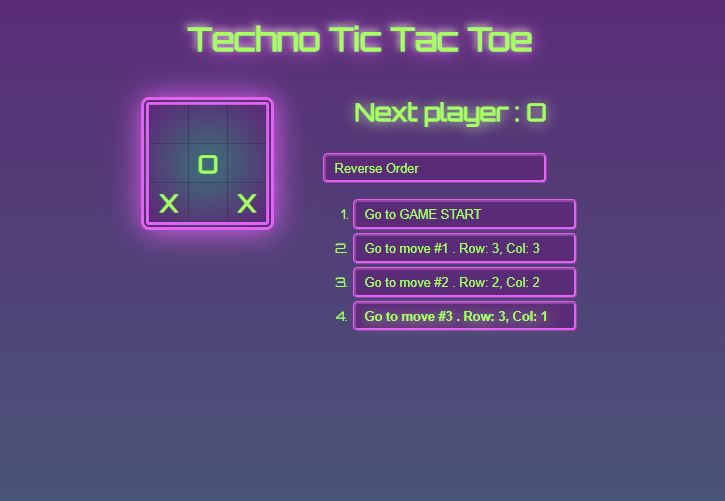 Techno Tic Tac Toe
Next player : O
O
X X
Reverse Order
1. Go to GAME START
2. Go to move #1 . Row: 3, Col: 3
3. Go to move #2 . Row: 2, Col: 2
4. Go to move #3 . Row: 3, Col: 1